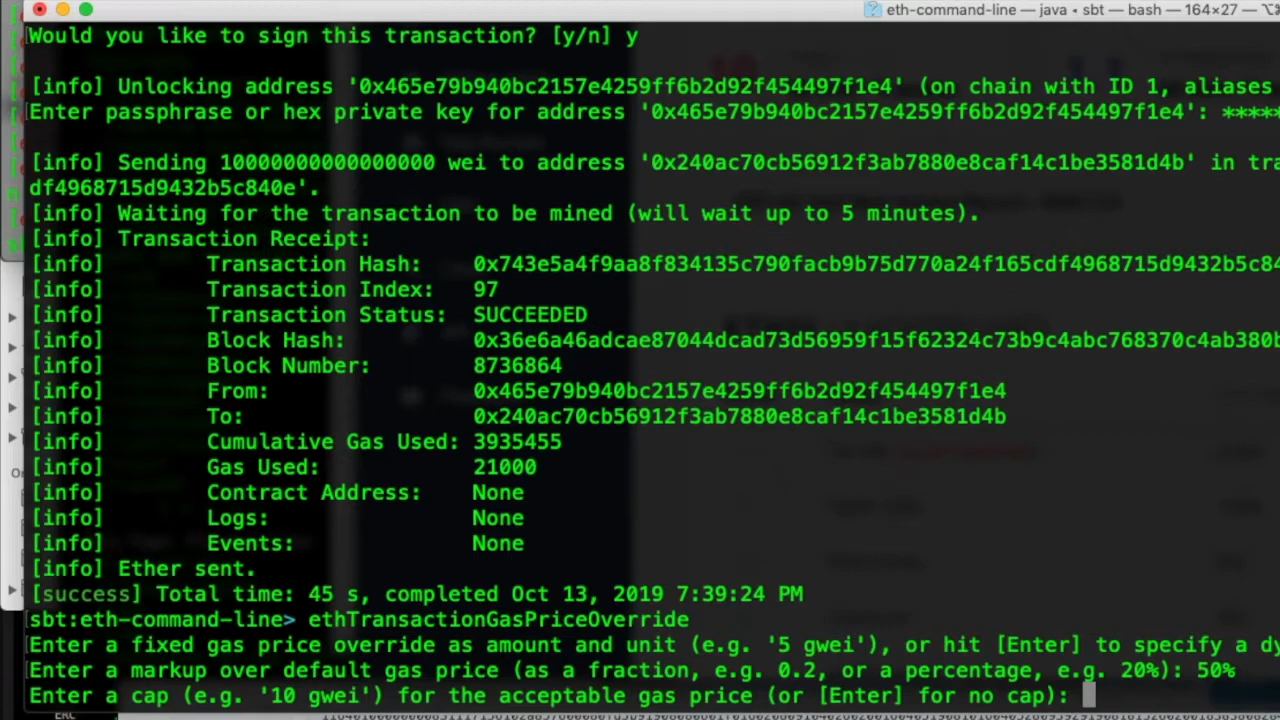 eth-command-line — java ◂ sbt — bash — 164×27 —
Would you like to sign this transaction? [y/n] y
[info] Unlocking address '0x465e79b940bc2157e4259ff6b2d92f454497f1e4' (on chain with ID 1, aliases
Enter passphrase or hex private key for address '0x465e79b940bc2157e4259ff6b2d92f454497f1e4': *****
[info] Sending 10000000000000000 wei to address '0x240ac70cb56912f3ab7880e8caf14c1be3581d4b' in tra
df4968715d9432b5c840e'.
[info] Waiting for the transaction to be mined (will wait up to 5 minutes).
[info] Transaction Receipt:
[info] Transaction Hash: 0x743e5a4f9aa8f834135c790facb9b75d770a24f165cdf4968715d9432b5c84
[info] Transaction Index: 97
[info] Transaction Status: SUCCEEDED
[info] Block Hash: 0x36e6a46adcae87044dcad73d56959f15f62324c73b9c4abc768370c4ab380b
[info] Block Number: 8736864
[info] From: 0x465e79b940bc2157e4259ff6b2d92f454497f1e4
[info] To: 0x240ac70cb56912f3ab7880e8caf14c1be3581d4b
[info] Cumulative Gas Used: 3935455
[info] Gas Used: 21000
[info] Contract Address: None
[info] Logs: None
[info] Events: None
[info] Ether sent.
[success] Total time: 45 s, completed Oct 13, 2019 7:39:24 PM
sbt:eth-command-line> ethTransactionGasPriceOverride
Enter a fixed gas price override as amount and unit (e.g. '5 gwei'), or hit [Enter] to specify a dy
Enter a markup over default gas price (as a fraction, e.g. 0.2, or a percentage, e.g. 20%): 50%
Enter a cap (e.g. '10 gwei') for the acceptable gas price (or [Enter] for no cap):
ERC